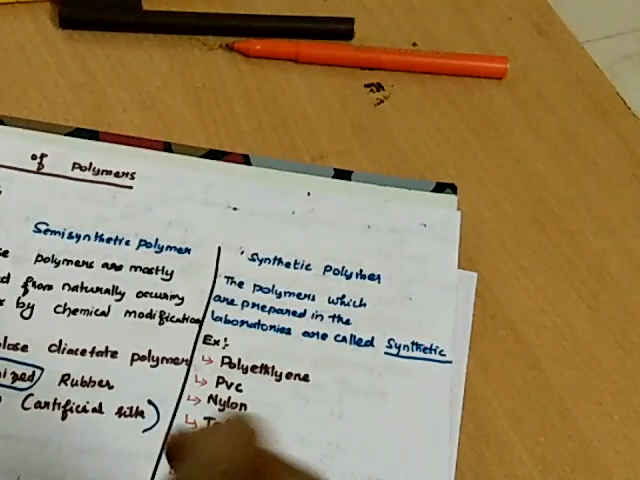 of Polymers
Semisynthetic polymer
polymers are mostly
from naturally occuring
by chemical modification
diacetate polymer
Rubber
(artificial silk)
Synthetic Polymer
The polymers which
are prepared in the
laboratories are called Synthetic
Ex:
↳ Polyethlyene
↳ PVC
↳ Nylon